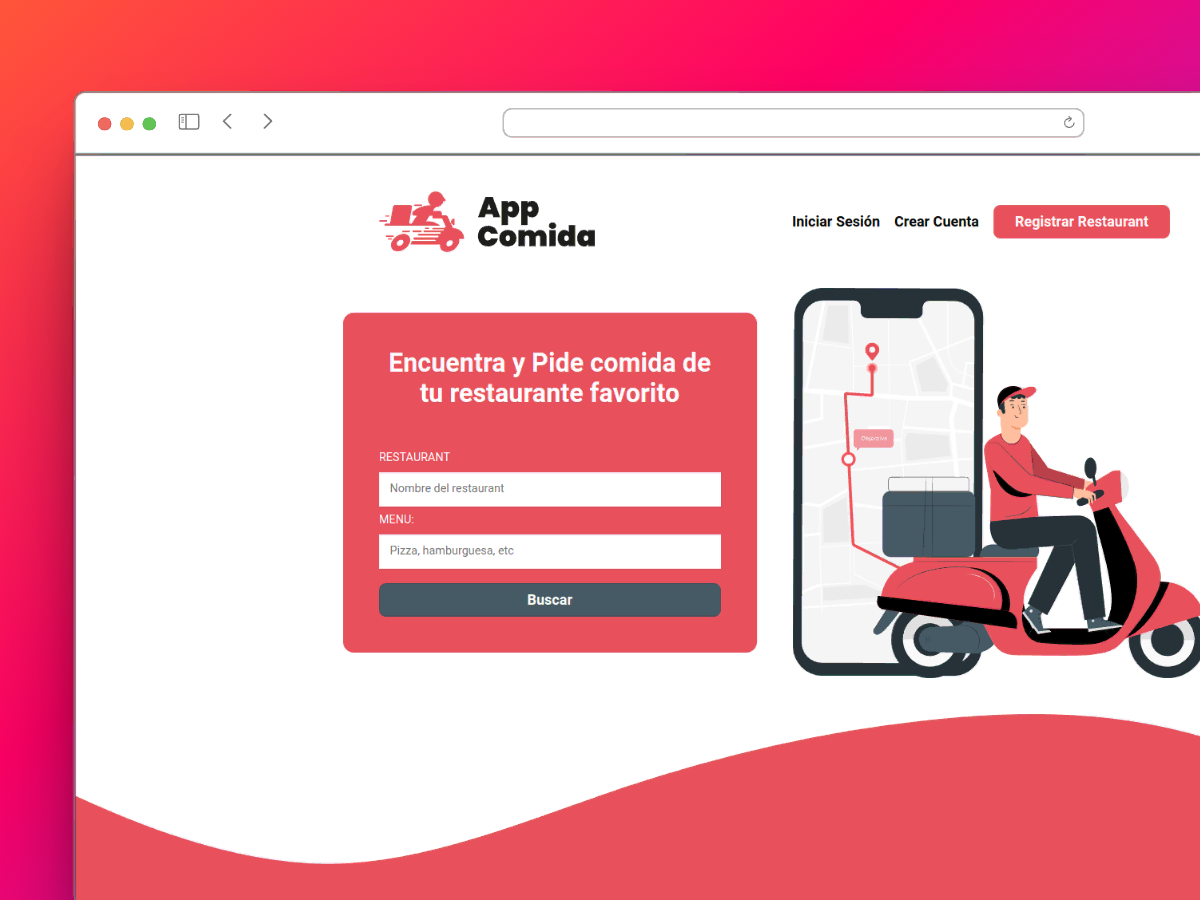 App
Comida
Iniciar Sesión Crear Cuenta Registrar Restaurant
Encuentra y Pide comida de
tu restaurante favorito
RESTAURANT
Nombre del restaurant
MENU:
Pizza, hamburguesa, etc
Buscar